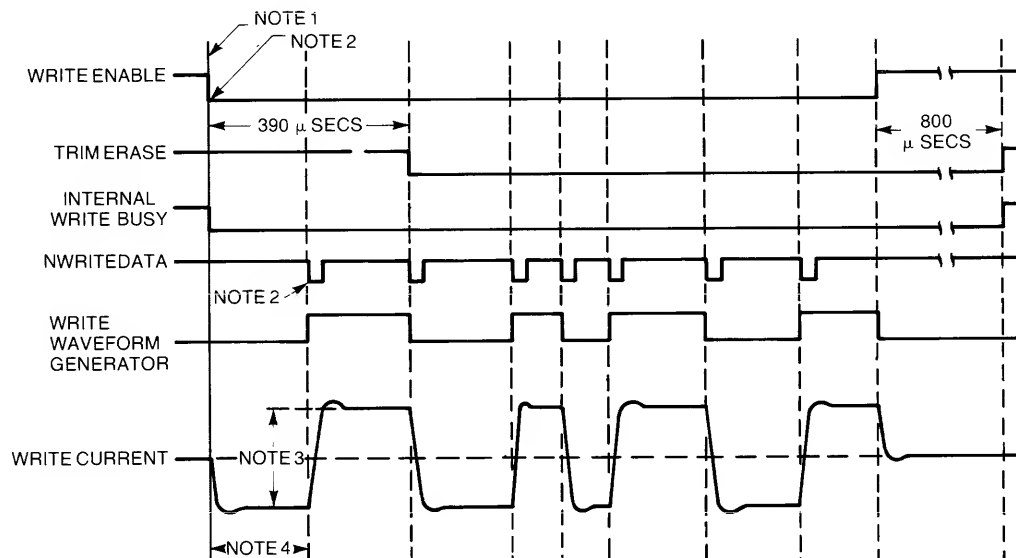 NOTE 1
NOTE 2
WRITE ENABLE
390 μ SECS
800
μ SECS
TRIM ERASE
INTERNAL
WRITE BUSY
NWRITEDATA
NOTE 2
WRITE
WAVEFORM
GENERATOR
WRITE CURRENT
NOTE 3
NOTE 4